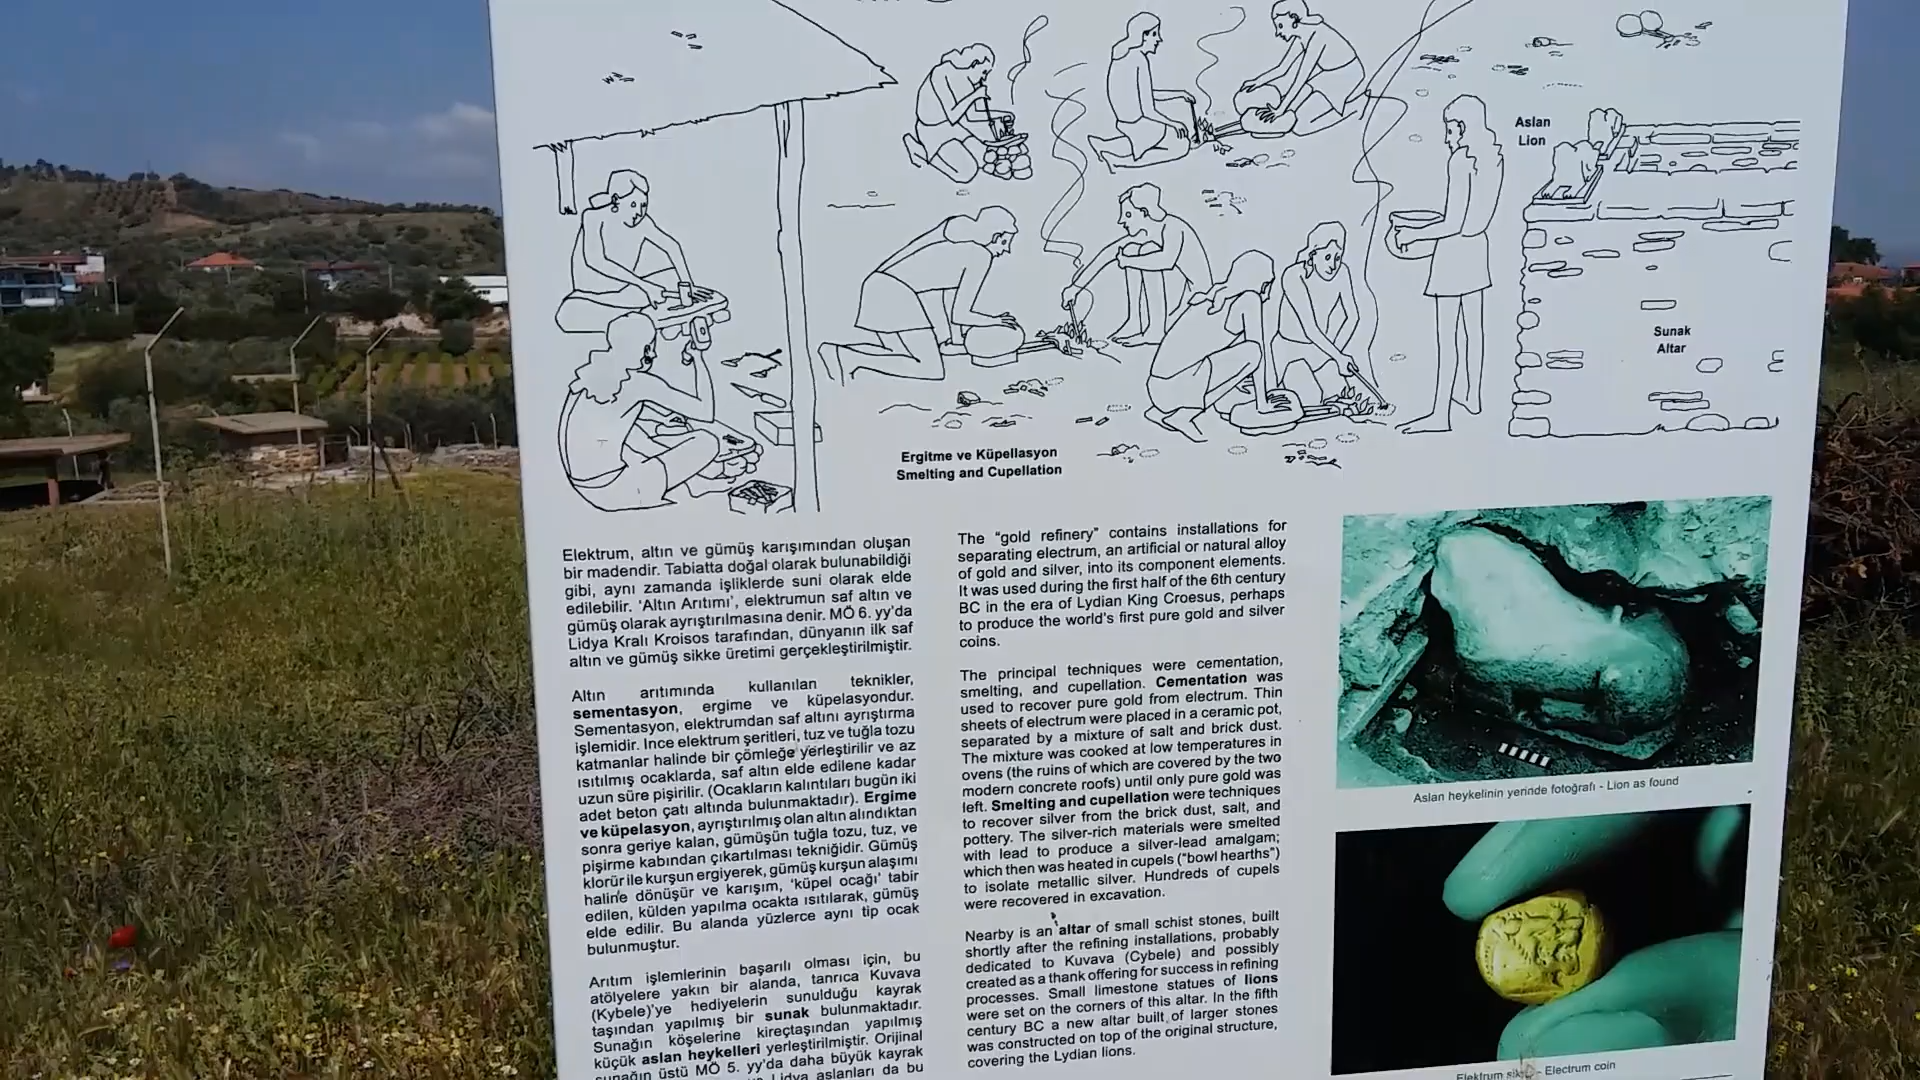 Aslan
Lion
Sunak
Altar
Ergitme ve Küpellasyon
Smelting and Cupellation
Elektrum, altın ve gümüş karışımından oluşan
bir madendir. Tabiatta doğal olarak bulunabildiği
gibi, aynı zamanda işliklerde suni olarak elde
edilebilir. 'Altın Arıtımı', elektrumun saf altın ve
gümüş olarak ayrıştırılmasına denir. MÖ 6. yy'da
Lidya Kralı Kroisos tarafından, dünyanın ilk saf
altın ve gümüş sikke üretimi gerçekleştirilmiştir.
Altın arıtımında kullanılan teknikler,
sementasyon, ergime ve küpelasyondur.
Sementasyon, elektrumdan saf altını ayrıştırma
işlemidir. Ince elektrum şeritleri, tuz ve tuğla tozu
katmanlar halinde bir çömleğe yerleştirilir ve az
ısıtılmış ocaklarda, saf altın elde edilene kadar
uzun süre pişirilir. (Ocakların kalıntıları bugün iki
adet beton çatı altında bulunmaktadır). Ergime
ve küpelasyon, ayrıştırılmış olan altın alındıktan
sonra geriye kalan, gümüşün tuğla tozu, tuz, ve
pişirme kabından çıkartılması tekniğidir. Gümüş
klorür ile kurşun ergiyerek, gümüş kurşun alaşımı
haline dönüşür ve karışım, 'küpel ocağı' tabir
edilen, külden yapılma ocakta ısıtılarak, gümüş
elde edilir. Bu alanda yüzlerce aynı tip ocak
bulunmuştur.
Arıtım işlemlerinin başarılı olması için, bu
atölyelere yakın bir alanda, tanrıca Kuvava
(Kybele)'ye hediyelerin sunulduğu kayrak
taşından yapılmış bir sunak bulunmaktadır.
Sunağın köşelerine kireçtaşından yapılmış
küçük aslan heykelleri yerleştirilmiştir. Orijinal
sunağın üstü MÖ 5. yy'da daha büyük kayrak
Lidya aslanları da bu
The "gold refinery" contains installations for
separating electrum, an artificial or natural alloy
of gold and silver, into its component elements.
It was used during the first half of the 6th century
BC in the era of Lydian King Croesus, perhaps
to produce the world's first pure gold and silver
coins.
The principal techniques were cementation,
smelting, and cupellation. Cementation was
used to recover pure gold from electrum. Thin
sheets of electrum were placed in a ceramic pot,
separated by a mixture of salt and brick dust.
The mixture was cooked at low temperatures in
ovens (the ruins of which are covered by the two
modern concrete roofs) until only pure gold was
left. Smelting and cupellation were techniques
to recover silver from the brick dust, salt, and
pottery. The silver-rich materials were smelted
with lead to produce a silver-lead amalgam;
which then was heated in cupels ("bowl hearths")
to isolate metallic silver. Hundreds of cupels
were recovered in excavation.
Nearby is an altar of small schist stones, built
shortly after the refining installations, probably
dedicated to Kuvava (Cybele) and possibly
created as a thank offering for success in refining
processes. Small limestone statues of lions
were set on the corners of this altar. In the fifth
century BC a new altar built of larger stones
was constructed on top of the original structure,
covering the Lydian lions.
Aslan heykelinin yerinde fotoğrafı - Lion as found
Elektrum - Electrum coin